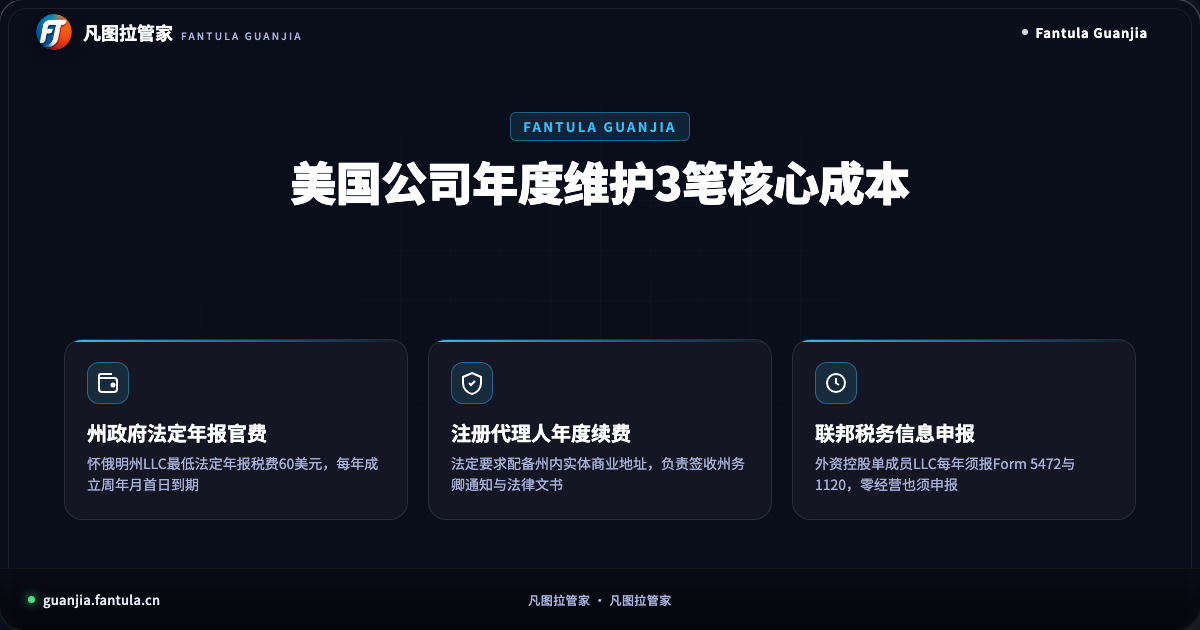 FT 凡图拉管家 FANTULA GUANJIA
Fantula Guanjia
FANTULA GUANJIA
美国公司年度维护3笔核心成本
州政府法定年报官费
怀俄明州LLC最低法定年报税费60美元，每年成
立周年月首日到期
注册代理人年度续费
法定要求配备州内实体商业地址，负责签收州务
卿通知与法律文书
联邦税务信息申报
外资控股单成员LLC每年须报Form 5472与
1120，零经营也须申报
guanjia.fantula.cn
凡图拉管家 · 凡图拉管家